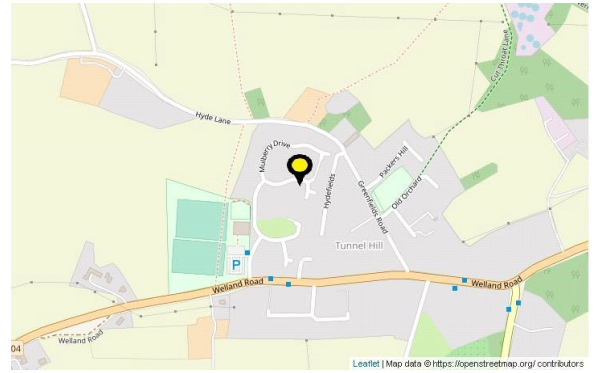 Cut Throat Lane
Hyde Lane
Mulberry Drive
Packers Hill
Hydefields
Greenfields Road
Old Orchard
Tunnel Hill
P
Welland Road
Welland Road
Welland Road
04
Leaflet | Map data © https://openstreetmap.org/ contributors